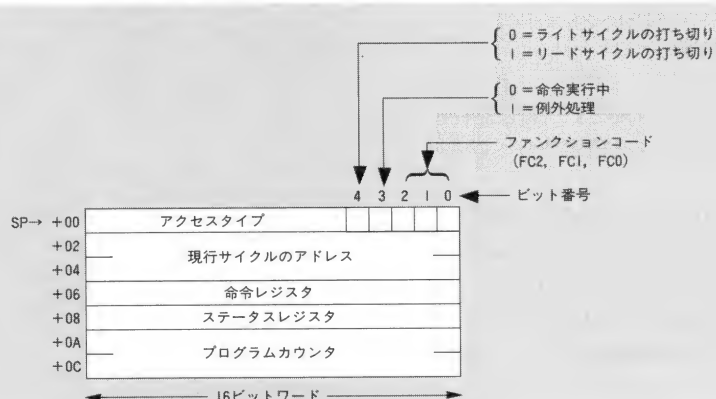 0=ライトサイクルの打ち切り
1=リードサイクルの打ち切り
0=命令実行中
1=例外処理
ファンクションコード
(FC2, FC1, FC0)
4 3 2 1 0 ビット番号
SP→ +00 アクセスタイプ
+02
現行サイクルのアドレス
+04
+06 命令レジスタ
+08 ステータスレジスタ
+0A
プログラムカウンタ
+0C
16ビットワード